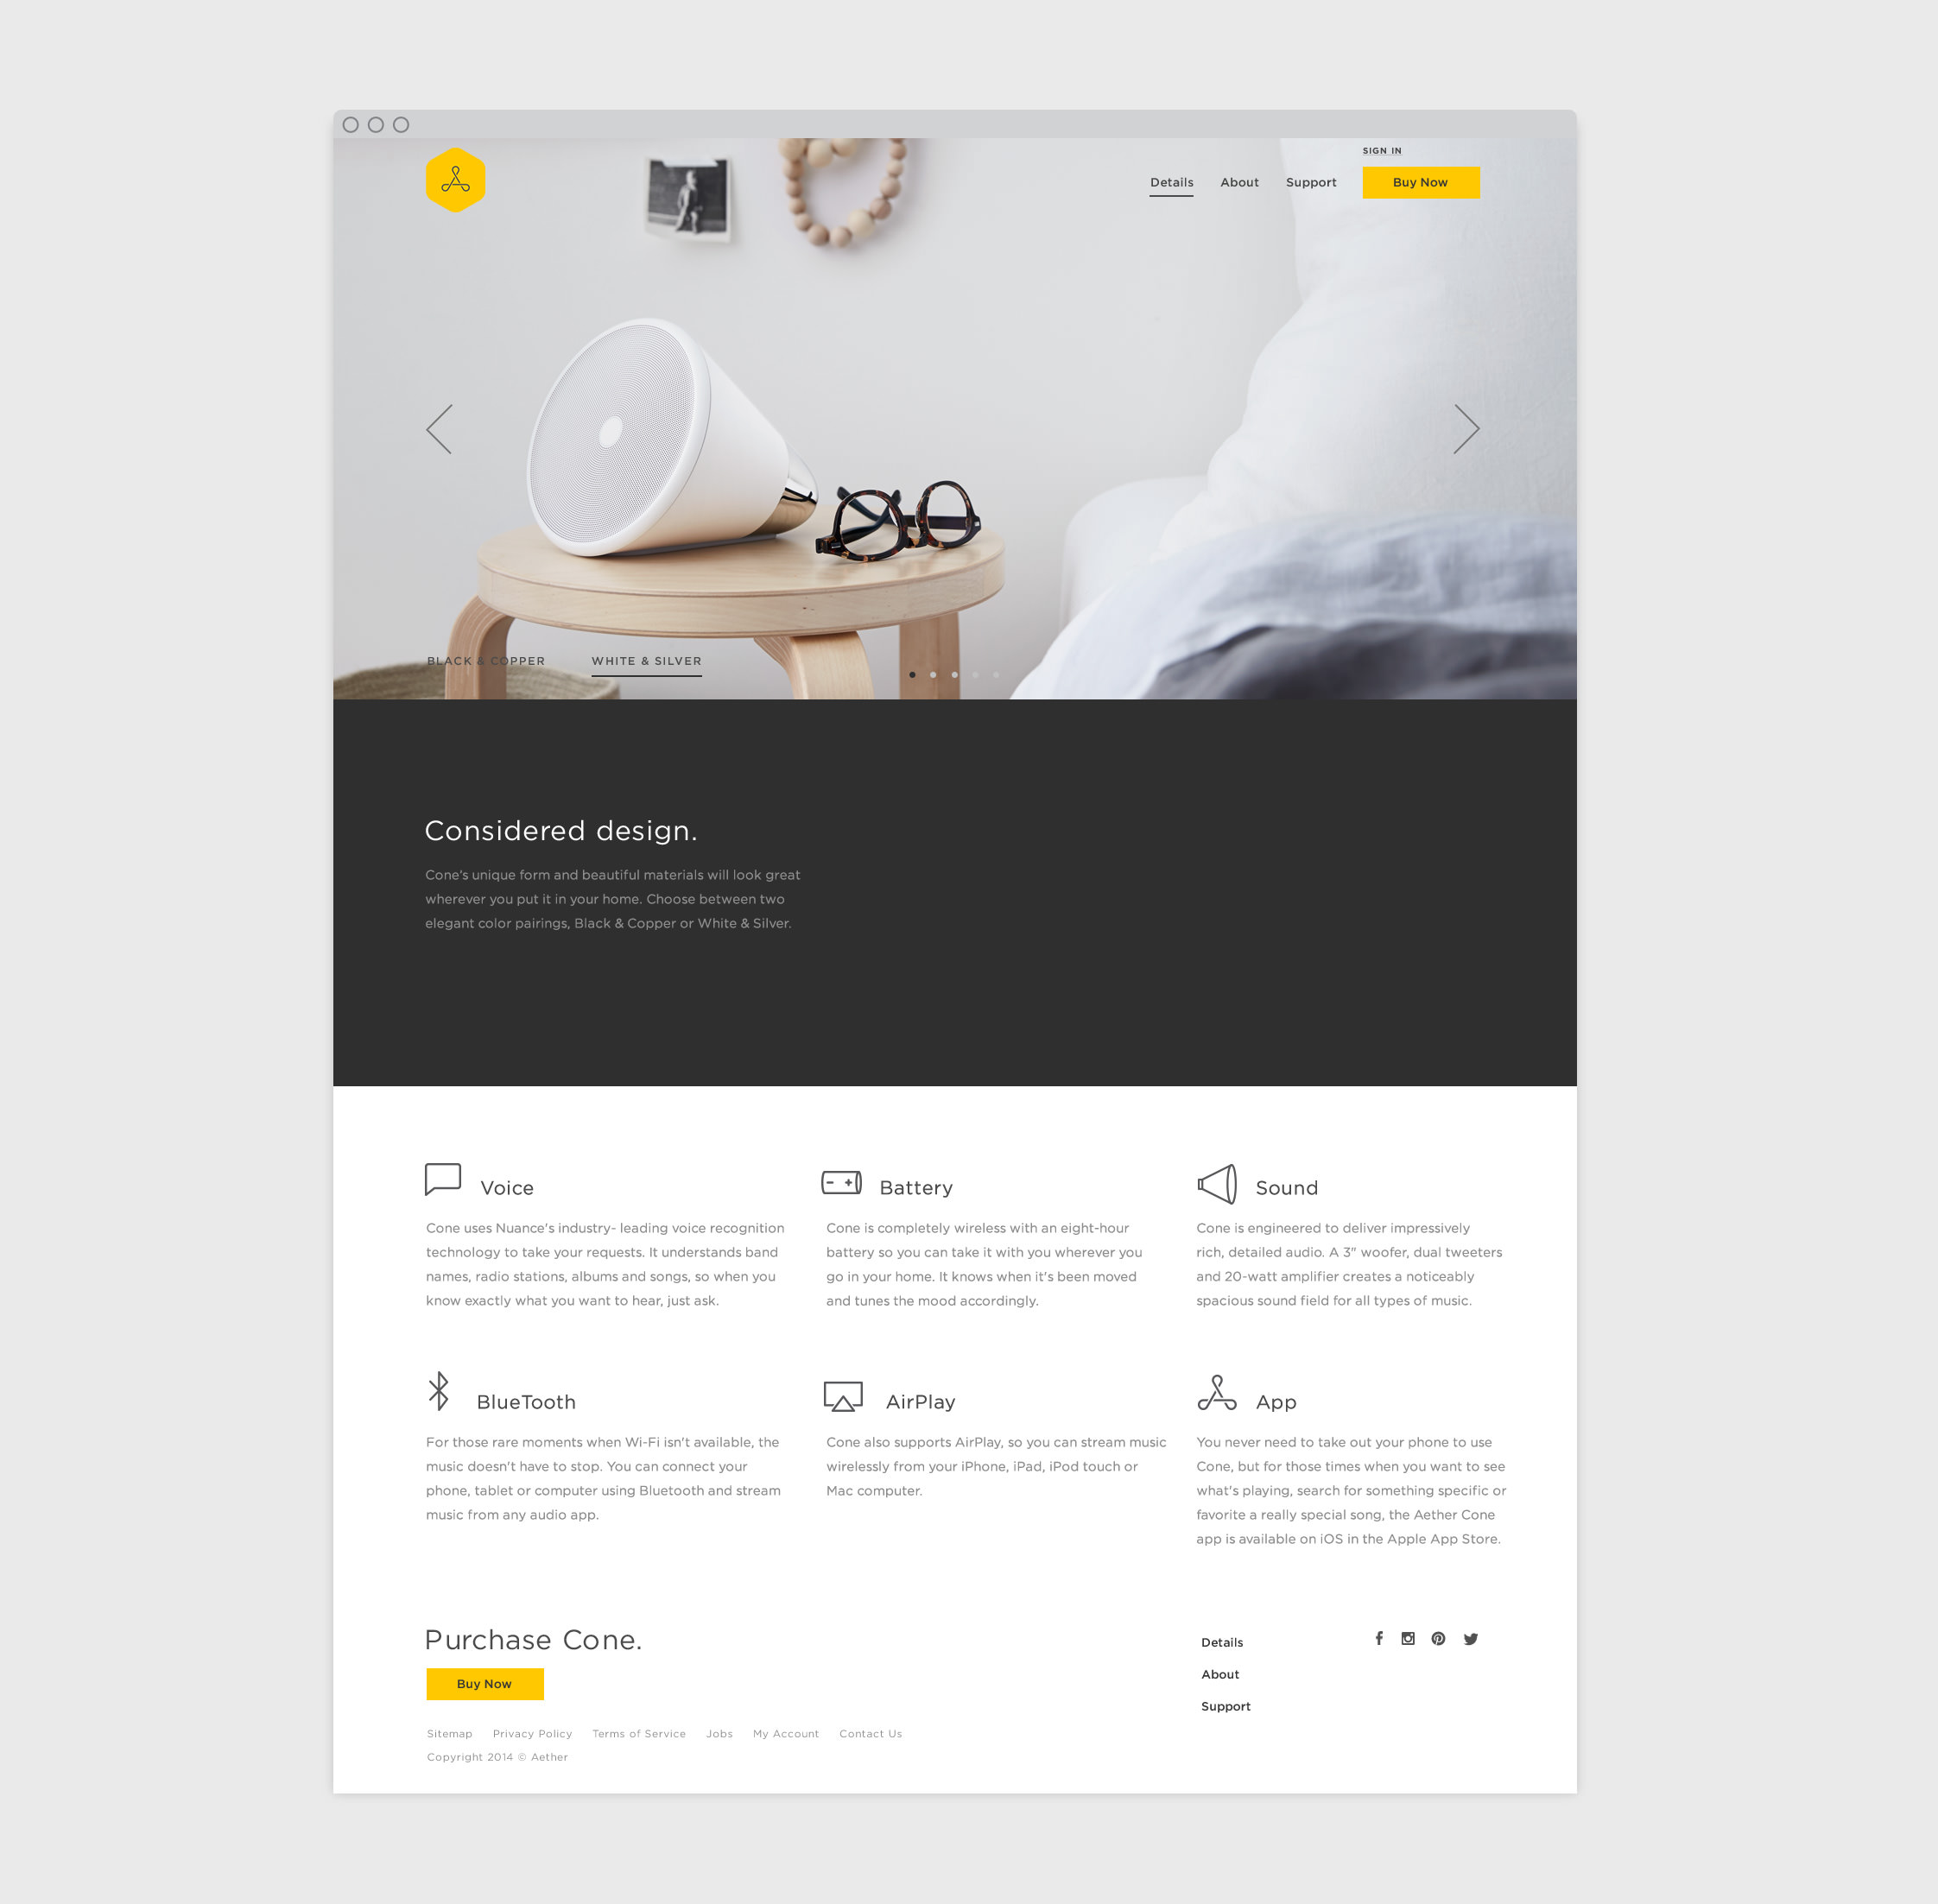 SIGN IN
Details About Support Buy Now
BLACK & COPPER WHITE & SILVER
Considered design.
Cone's unique form and beautiful materials will look great
wherever you put it in your home. Choose between two
elegant color pairings, Black & Copper or White & Silver.
Voice
Cone uses Nuance's industry- leading voice recognition
technology to take your requests. It understands band
names, radio stations, albums and songs, so when you
know exactly what you want to hear, just ask.
Battery
Cone is completely wireless with an eight-hour
battery so you can take it with you wherever you
go in your home. It knows when it's been moved
and tunes the mood accordingly.
Sound
Cone is engineered to deliver impressively
rich, detailed audio. A 3" woofer, dual tweeters
and 20-watt amplifier creates a noticeably
spacious sound field for all types of music.
BlueTooth
For those rare moments when Wi-Fi isn't available, the
music doesn't have to stop. You can connect your
phone, tablet or computer using Bluetooth and stream
music from any audio app.
AirPlay
Cone also supports AirPlay, so you can stream music
wirelessly from your iPhone, iPad, iPod touch or
Mac computer.
App
You never need to take out your phone to use
Cone, but for those times when you want to see
what's playing, search for something specific or
favorite a really special song, the Aether Cone
app is available on iOS in the Apple App Store.
Purchase Cone.
Buy Now
Details
About
Support
Sitemap Privacy Policy Terms of Service Jobs My Account Contact Us
Copyright 2014 © Aether